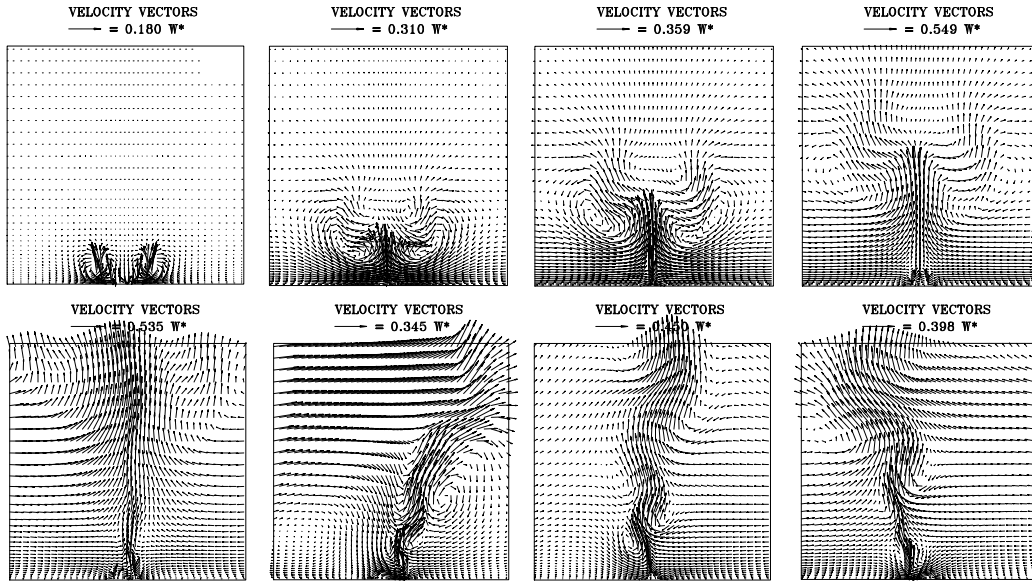 VELOCITY VECTORS
= 0.180 W*
VELOCITY VECTORS
= 0.310 W*
VELOCITY VECTORS
= 0.359 W*
VELOCITY VECTORS
= 0.549 W*
VELOCITY VECTORS
= 0.535 W*
VELOCITY VECTORS
= 0.345 W*
VELOCITY VECTORS
W*
VELOCITY VECTORS
= 0.398 W*